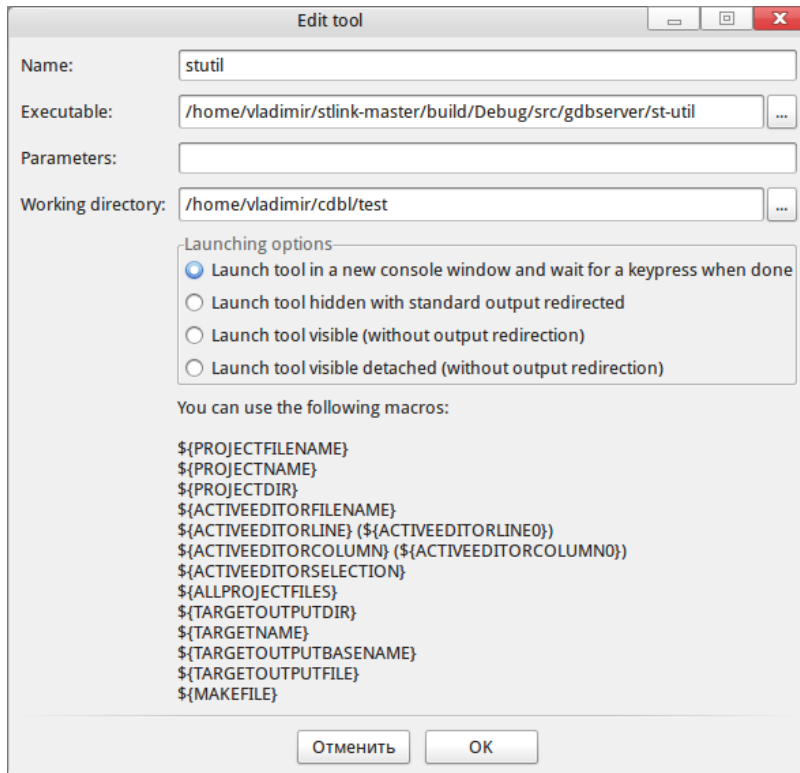 Edit tool
Name: stutil
Executable: /home/vladimir/stlink-master/build/Debug/src/gdbserver/st-util ...
Parameters:
Working directory: /home/vladimir/cdbl/test ...
Launching options
Launch tool in a new console window and wait for a keypress when done
Launch tool hidden with standard output redirected
Launch tool visible (without output redirection)
Launch tool visible detached (without output redirection)
You can use the following macros:
${PROJECTFILENAME}
${PROJECTNAME}
${PROJECTDIR}
${ACTIVEEDITORFILENAME}
${ACTIVEEDITORLINE} (${ACTIVEEDITORLINE0})
${ACTIVEEDITORCOLUMN} (${ACTIVEEDITORCOLUMN0})
${ACTIVEEDITORSELECTION}
${ALLPROJECTFILES}
${TARGETOUTPUTDIR}
${TARGETNAME}
${TARGETOUTPUTBASENAME}
${TARGETOUTPUTFILE}
${MAKEFILE}
Отменить OK